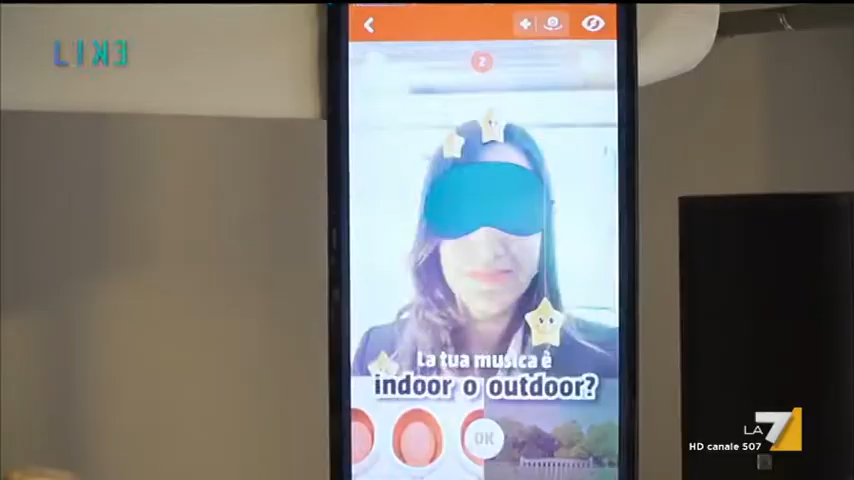 LIKE
2
La tua musica è
indoor o outdoor?
OK
LA 7
HD canale 507